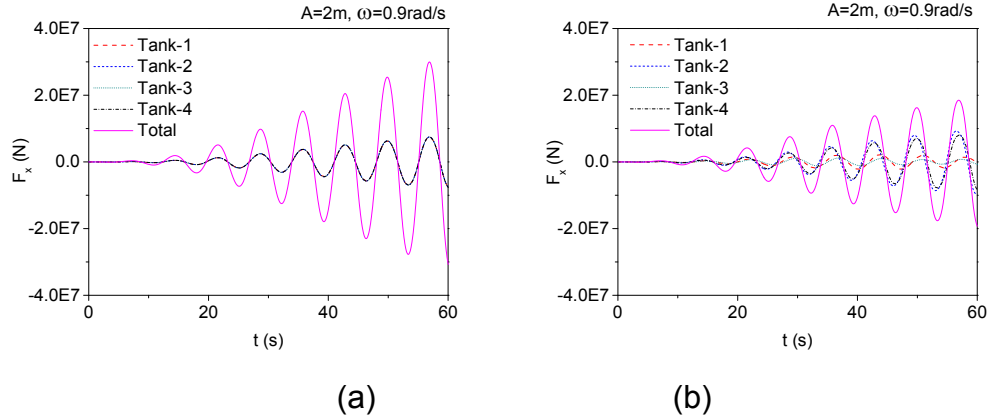 A=2m, ω=0.9rad/s
4.0E7
2.0E7
0.0
-2.0E7
-4.0E7
Fx (N)
Tank-1
Tank-2
Tank-3
Tank-4
Total
0 20 40 60
t (s)
(a)
A=2m, ω=0.9rad/s
4.0E7
2.0E7
0.0
-2.0E7
-4.0E7
Fx (N)
Tank-1
Tank-2
Tank-3
Tank-4
Total
0 20 40 60
t (s)
(b)